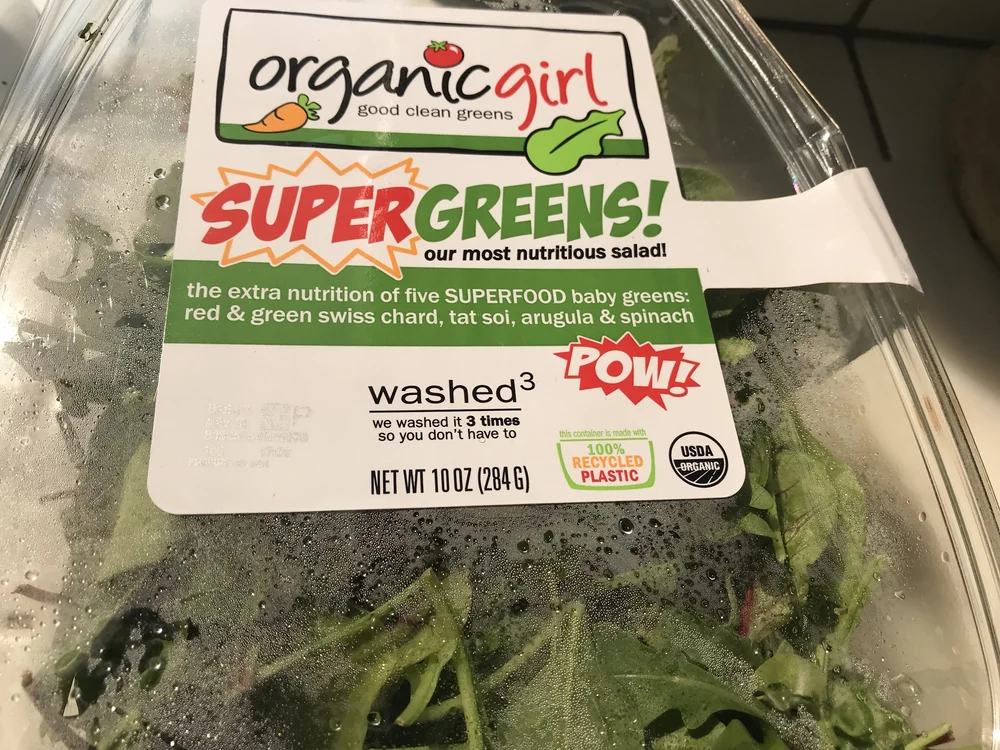 organicgirl
good clean greens
SUPERGREENS!
our most nutritious salad!
the extra nutrition of five SUPERFOOD baby greens:
red & green swiss chard, tat soi, arugula & spinach
POW!
washed³
we washed it 3 times
so you don't have to
this container is made with
100%
RECYCLED
PLASTIC
USDA
ORGANIC
NET WT 10 OZ (284 G)